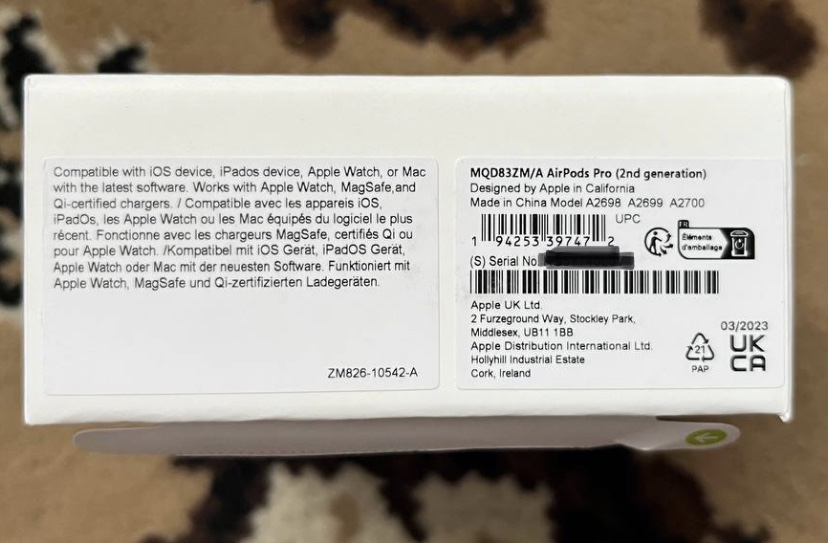 Compatible with iOS device, iPados device, Apple Watch, or Mac
with the latest software. Works with Apple Watch, MagSafe,and
Qi-certified chargers. / Compatible avec les appareis iOS,
iPadOS, les Apple Watch ou les Mac équipés du logiciel le plus
récent. Fonctionne avec les chargeurs MagSafe, certifiés Qi ou
pour Apple Watch. /Kompatibel mit iOS Gerät, iPadOS Gerät,
Apple Watch oder Mac mit der neuesten Software. Funktioniert mit
Apple Watch, MagSafe und Qi-zertifizierten Ladegeräten.
ZM826-10542-A
MQD83ZM/A AirPods Pro (2nd generation)
Designed by Apple in California
Made in China Model A2698 A2699 A2700
UPC
1 94253 39747 2
FR
Éléments
d'emballage
(S) Serial No.
Apple UK Ltd.
2 Furzeground Way, Stockley Park,
Middlesex, UB11 1BB
Apple Distribution International Ltd.
Hollyhill Industrial Estate
Cork, Ireland
21
PAP
03/2023
UK
CA